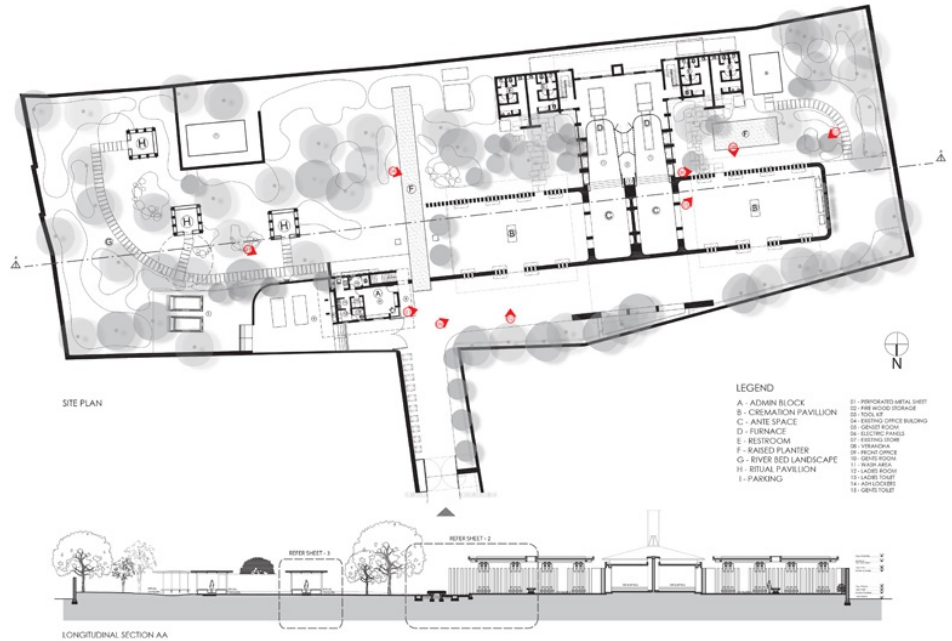 H
H
H
G
F
F
D
D
C
C
B
B
A
A
A
N
SITE PLAN
LEGEND
A - ADMIN BLOCK
B - CREMATION PAVILLION
C - ANTE SPACE
D - FURNACE
E - RESTROOM
F - RAISED PLANTER
G - RIVER BED LANDSCAPE
H - RITUAL PAVILLION
I - PARKING
01 - PERFORATED METAL SHEET
02 - FIRE WOOD STORAGE
03 - TOOL KIT
04 - EXISTING OFFICE BUILDING
05 - GENSET ROOM
06 - ELECTRIC PANELS
07 - EXISTING STORE
08 - VERANDHA
09 - FRONT OFFICE
10 - GENTS ROOM
11 - WASH AREA
12 - LADIES ROOM
13 - LADIES TOILET
14 - ASH LOCKERS
15 - GENTS TOILET
REFER SHEET - 3
REFER SHEET - 2
LONGITUDINAL SECTION AA